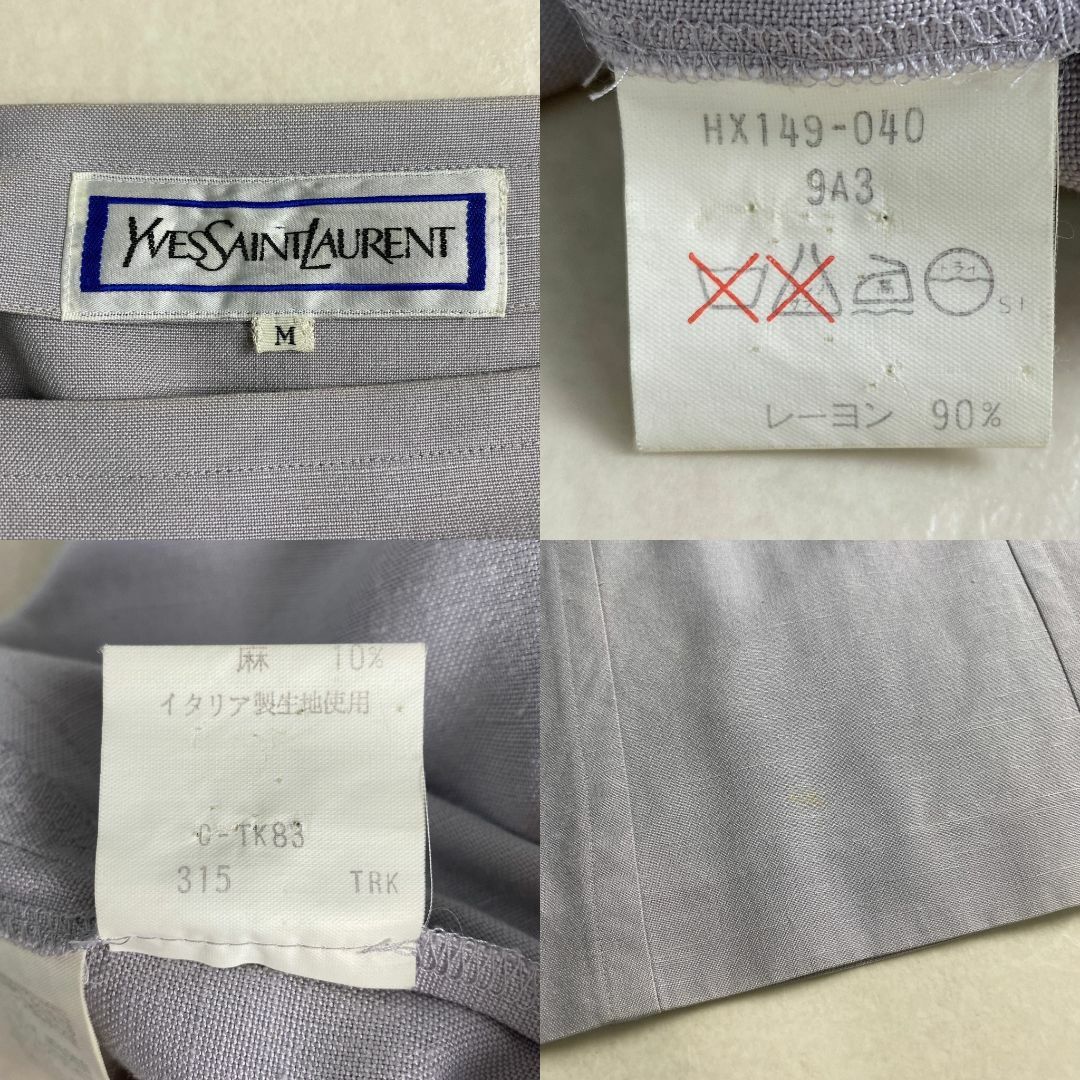 YVESSAINTLAURENT
M
HX149-040
9A3
ドライ
レーヨン 90%
麻 10%
イタリア製生地使用
C-TK83
315 TRK